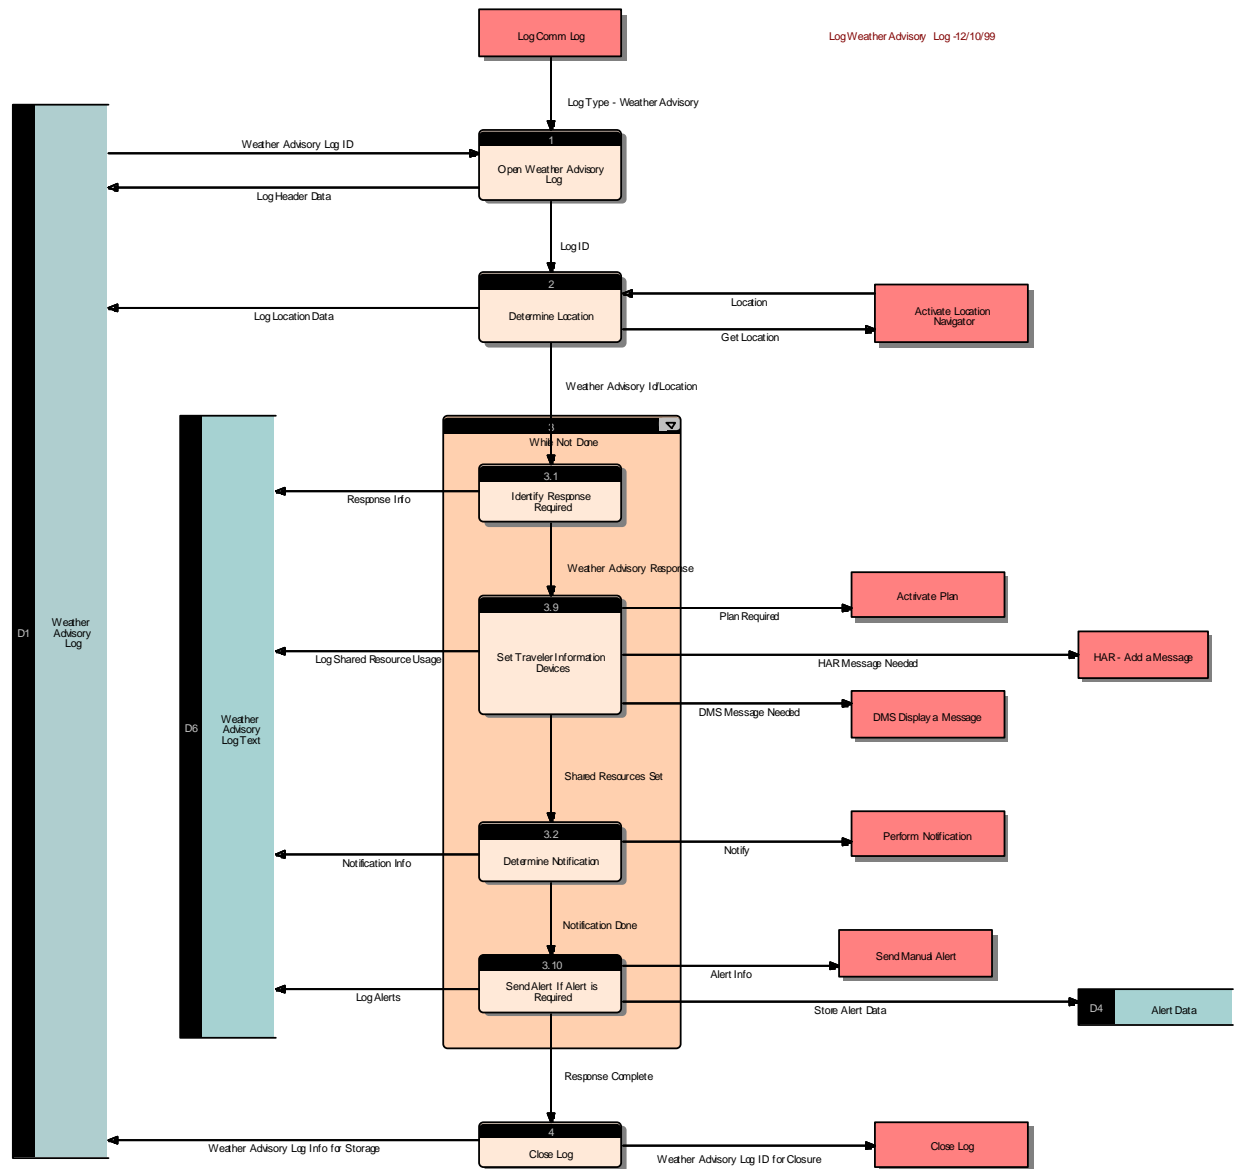 Log Comm Log
Log Weather Advisory Log -12/10/99
Log Type - Weather Advisory
1
Open Weather Advisory
Log
Weather Advisory Log ID
Log Header Data
Log ID
2
Determine Location
Location
Get Location
Activate Location
Navigator
Log Location Data
Weather Advisory Id/Location
3
While Not Done
3.1
Identify Response
Required
Response Info
Weather Advisory Response
3.9
Set Traveler Information
Devices
Plan Required
Activate Plan
HAR Message Needed
HAR - Add a Message
DMS Message Needed
DMS Display a Message
Log Shared Resource Usage
D1
Weather
Advisory
Log
D6
Weather
Advisory
Log Text
Shared Resources Set
3.2
Determine Notification
Notify
Perform Notification
Notification Info
Notification Done
3.10
Send Alert If Alert is
Required
Alert Info
Send Manual Alert
Log Alerts
Store Alert Data
D4
Alert Data
Response Complete
4
Close Log
Weather Advisory Log Info for Storage
Weather Advisory Log ID for Closure
Close Log